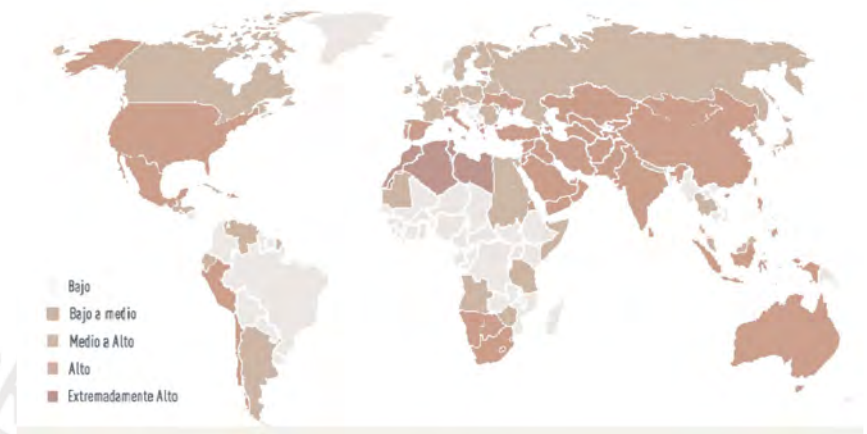 Bajo
Bajo a medio
Medio a Alto
Alto
Extremadamente Alto